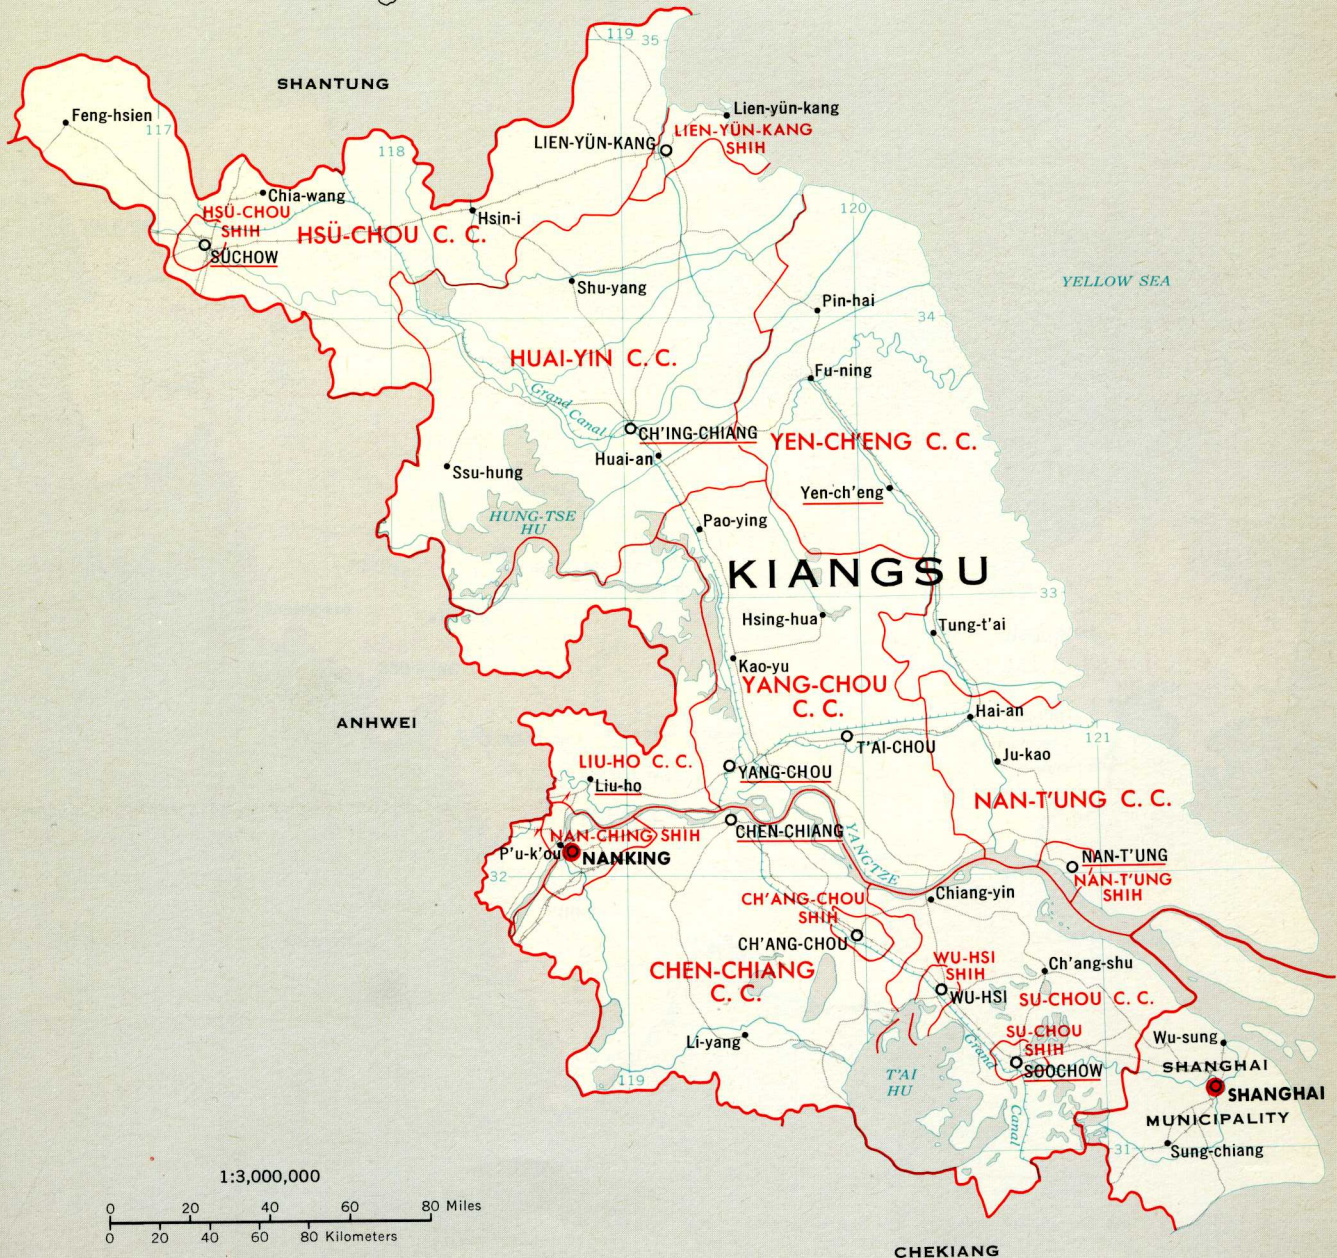 119
35
SHANTUNG
Feng-hsien
117
Lien-yün-kang
LIEN-YÜN-KANG
SHIH
LIEN-YÜN-KANG
118
Chia-wang
HSÜ-CHOU
SHIH
HSÜ-CHOU C. C.
Hsin-i
SÜCHOW
120
YELLOW SEA
Shu-yang
Pin-hai
34
HUAI-YIN C. C.
Fu-ning
Grand Canal
CH'ING-CHIANG
YEN-CH'ENG C. C.
Huai-an
Ssu-hung
Yen-ch'eng
HUNG-TSE
HU
Pao-ying
KIANGSU
33
33
Hsing-hua
Tung-t'ai
Kao-yu
YANG-CHOU
C. C.
ANHWEI
Hai-an
T'AI-CHOU
121
Ju-kao
LIU-HO C. C.
Liu-ho
YANG-CHOU
NAN-T'UNG C. C.
NAN-CHING SHIH
CHEN-CHIANG
P'u-k'ou
NANKING
YANGTZE
NAN-T'UNG
NAN-T'UNG
SHIH
32
Chiang-yin
CH'ANG-CHOU
SHIH
CH'ANG-CHOU
CHEN-CHIANG
C. C.
WU-HSI
SHIH
Ch'ang-shu
WU-HSI
SU-CHOU C. C.
SU-CHOU
SHIH
Li-yang
Grand
Canal
SOOCHOW
Wu-sung
SHANGHAI
MUNICIPALITY
SHANGHAI
T'AI
HU
119
31
Sung-chiang
1:3,000,000
0 20 40 60 80 Miles
0 20 40 60 80 Kilometers
CHEKIANG